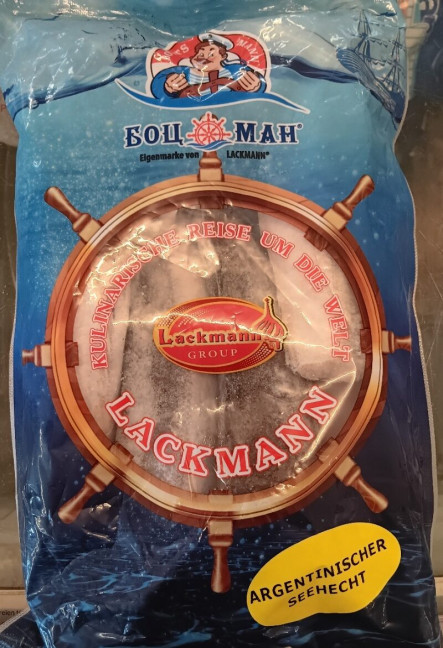 БОЦ МАН®
Eigenmarke von LACKMANN®
KULINARISCHE REISE UM DIE WELT
Lackmann
GROUP
LACKMANN
ARGENTINISCHER
SEEHECHT